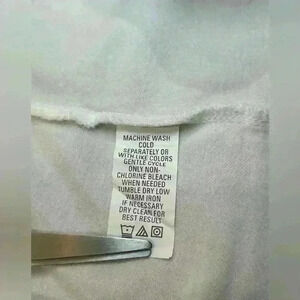 MACHINE WASH
COLD
SEPARATELY OR
WITH LIKE COLORS
GENTLE CYCLE
ONLY NON-
CHLORINE BLEACH
WHEN NEEDED
TUMBLE DRY LOW
WARM IRON
IF NECESSARY
DRY CLEAN FOR
BEST RESULT